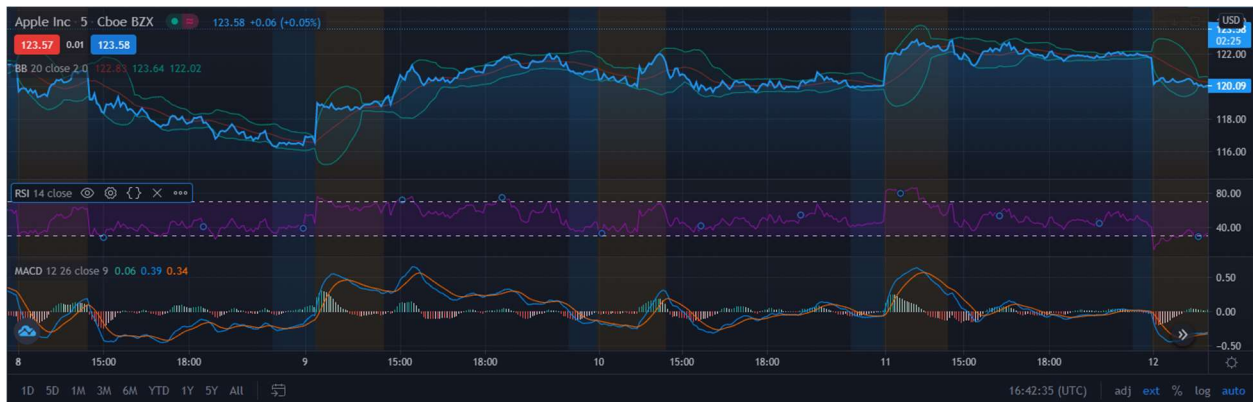 Apple Inc · 5 · Cboe BZX 123.58 +0.06 (+0.05%)
USD
123.58
02:25
123.57 0.01 123.58
122.00
BB 20 close 2.0 122.83 123.64 122.02
120.09
118.00
116.00
RSI 14 close
80.00
40.00
MACD 12 26 close 9 0.06 0.39 0.34
0.50
0.00
-0.50
8 15:00 18:00 9 15:00 18:00 10 15:00 18:00 11 15:00 18:00 12
1D 5D 1M 3M 6M YTD 1Y 5Y All 16:42:35 (UTC) adj ext % log auto